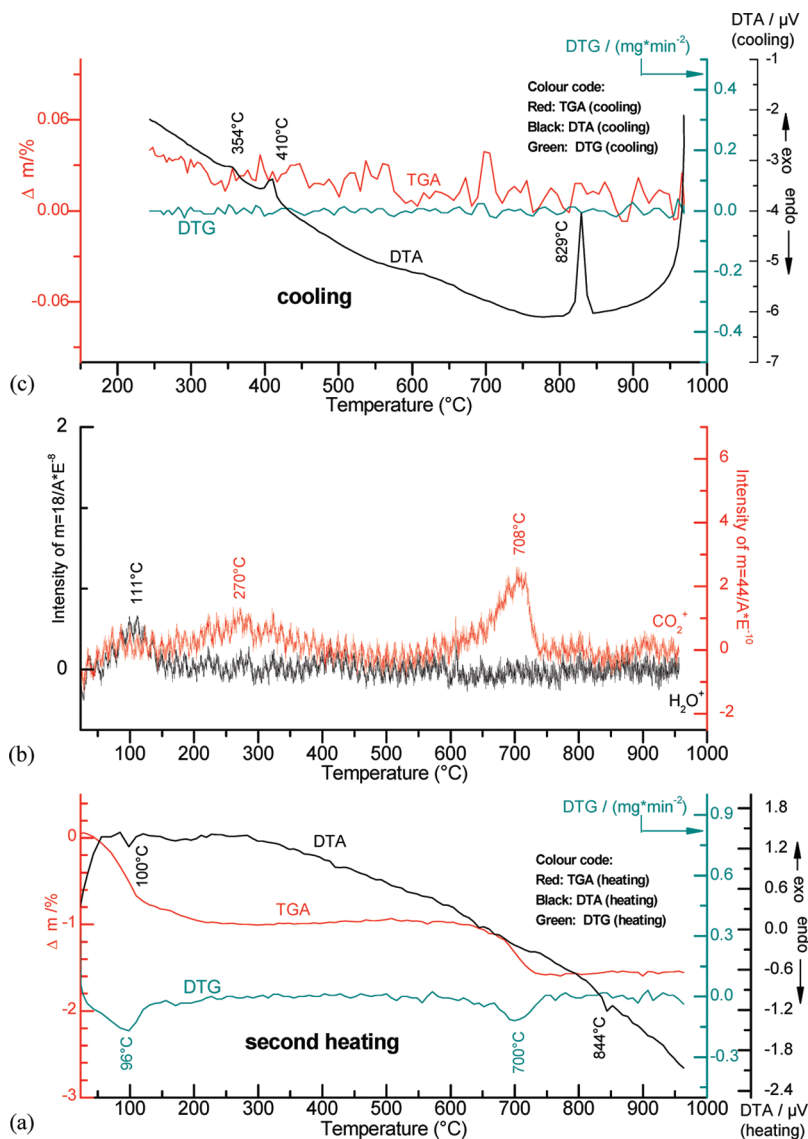 DTA / µV
(cooling)
DTG / (mg*min-2)
-1
0.4
Colour code:
Red: TGA (cooling)
Black: DTA (cooling)
Green: DTG (cooling)
-2
0.06
354°C
410°C
0.2
-3
Δ m/%
TGA
exo
0.00
0.0
-4
endo
DTG
829°C
DTA
-5
-0.2
-0.06
cooling
-6
-0.4
-7
200 300 400 500 600 700 800 900 1000
(c)
Temperature (°C)
2
6
Intensity of m=18/A*E-8
Intensity of m=44/A*E-10
4
111°C
270°C
708°C
2
CO2+
0
0
H2O+
-2
100 200 300 400 500 600 700 800 900 1000
(b)
Temperature (°C)
DTG / (mg*min-2)
1.8
0.9
0
DTA
1.2
100°C
Colour code:
Red: TGA (heating)
Black: DTA (heating)
Green: DTG (heating)
0.6
exo
0.6
Δ m/%
-1
TGA
0.3
0.0
endo
-0.6
DTG
0.0
-2
-1.2
96°C
second heating
700°C
844°C
-0.3
-1.8
-3
-2.4
100 200 300 400 500 600 700 800 900 1000
(a)
Temperature (°C)
DTA / µV
(heating)